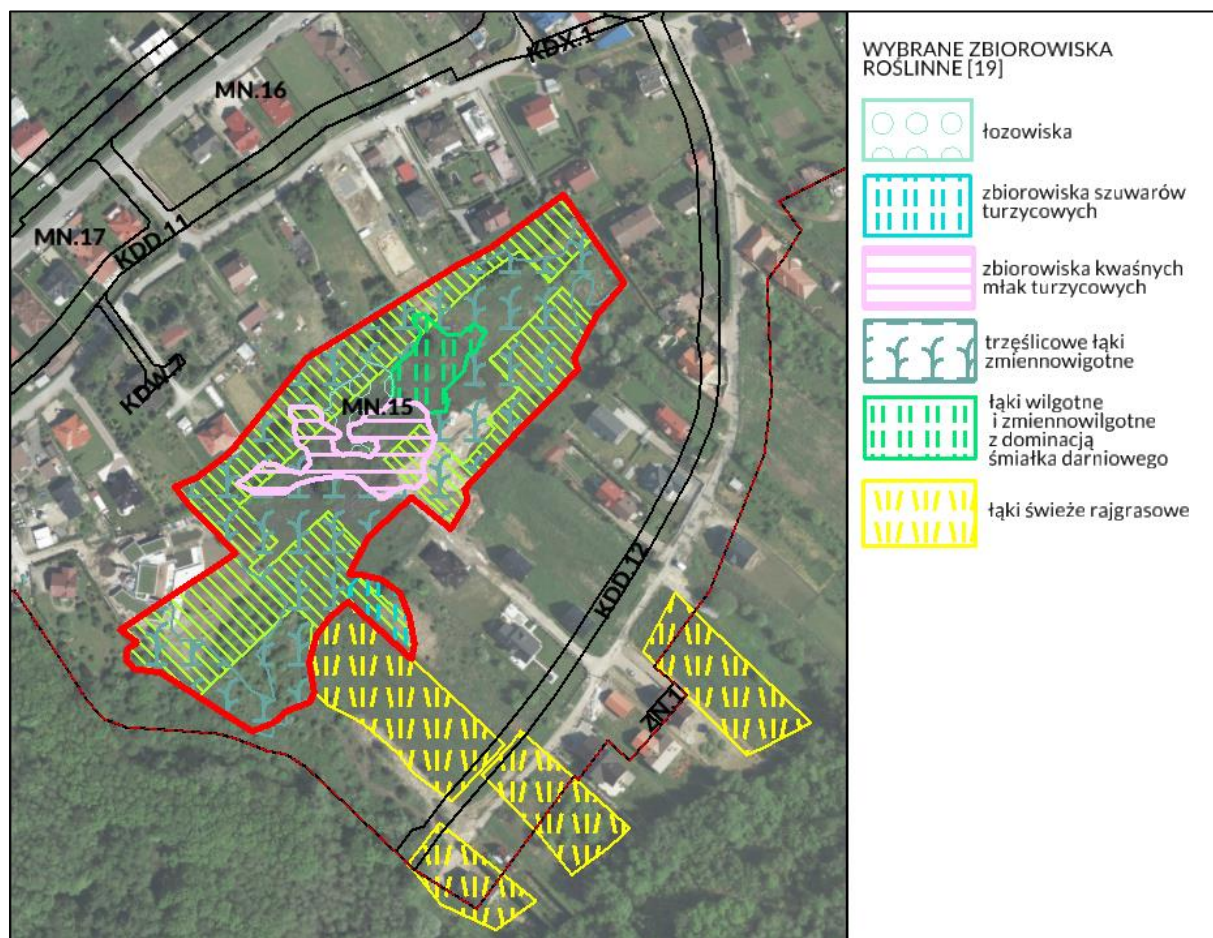 KDX.1
MN.16
MN.17
KDD.11
KDW.7
MN.15
KDD.12
ZN.1
WYBRANE ZBIOROWISKA
ROŚLINNE [19]
łozowiska
zbiorowiska szuwarów
turzycowych
zbiorowiska kwaśnych
młak turzycowych
trzęślicowe łąki
zmiennowigotne
łąki wilgotne
i zmiennowilgotne
z dominacją
śmiałka darniowego
łąki świeże rajgrasowe